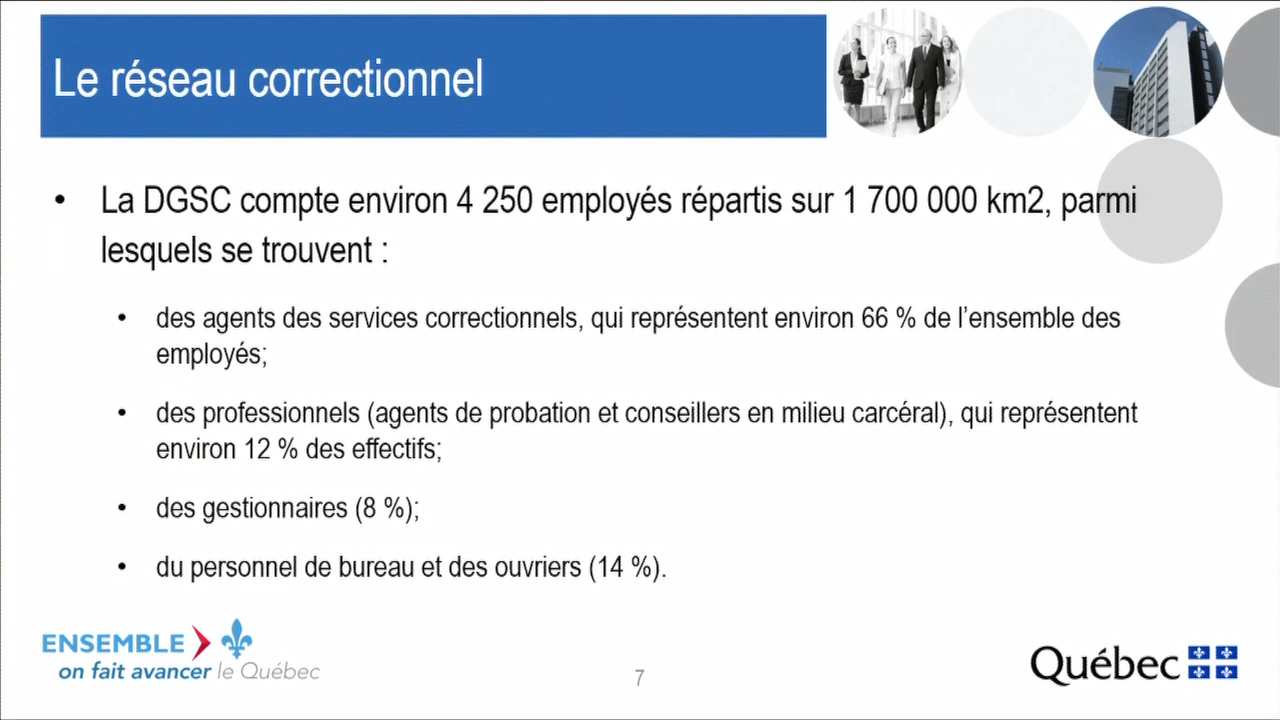 Le réseau correctionnel
• La DGSC compte environ 4 250 employés répartis sur 1 700 000 km2, parmi
lesquels se trouvent :
• des agents des services correctionnels, qui représentent environ 66 % de l’ensemble des
employés;
• des professionnels (agents de probation et conseillers en milieu carcéral), qui représentent
environ 12 % des effectifs;
• des gestionnaires (8 %);
• du personnel de bureau et des ouvriers (14 %).
ENSEMBLE
on fait avancer le Québec
7
Québec